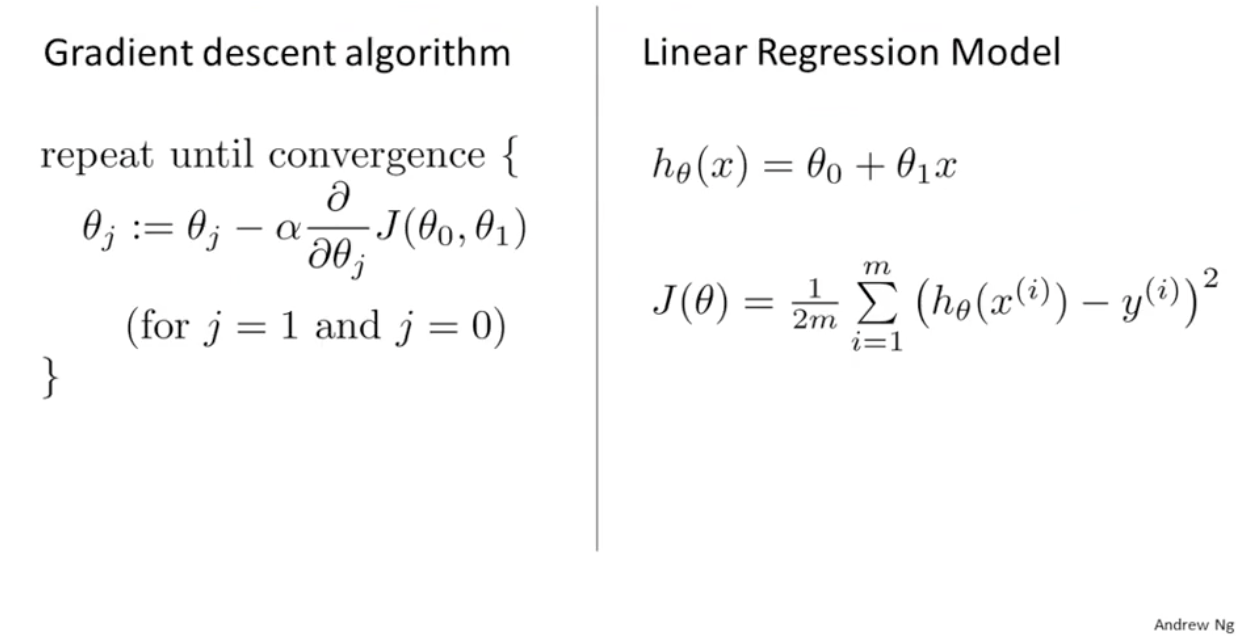 Gradient descent algorithm
repeat until convergence {
θ_j := θ_j − α ∂/∂θ_j J(θ_0, θ_1)
(for j = 1 and j = 0)
}
Linear Regression Model
h_θ(x) = θ_0 + θ_1x
J(θ) = 1/2m ∑_{i=1}^{m} (h_θ(x^{(i)}) − y^{(i)})^2
Andrew Ng